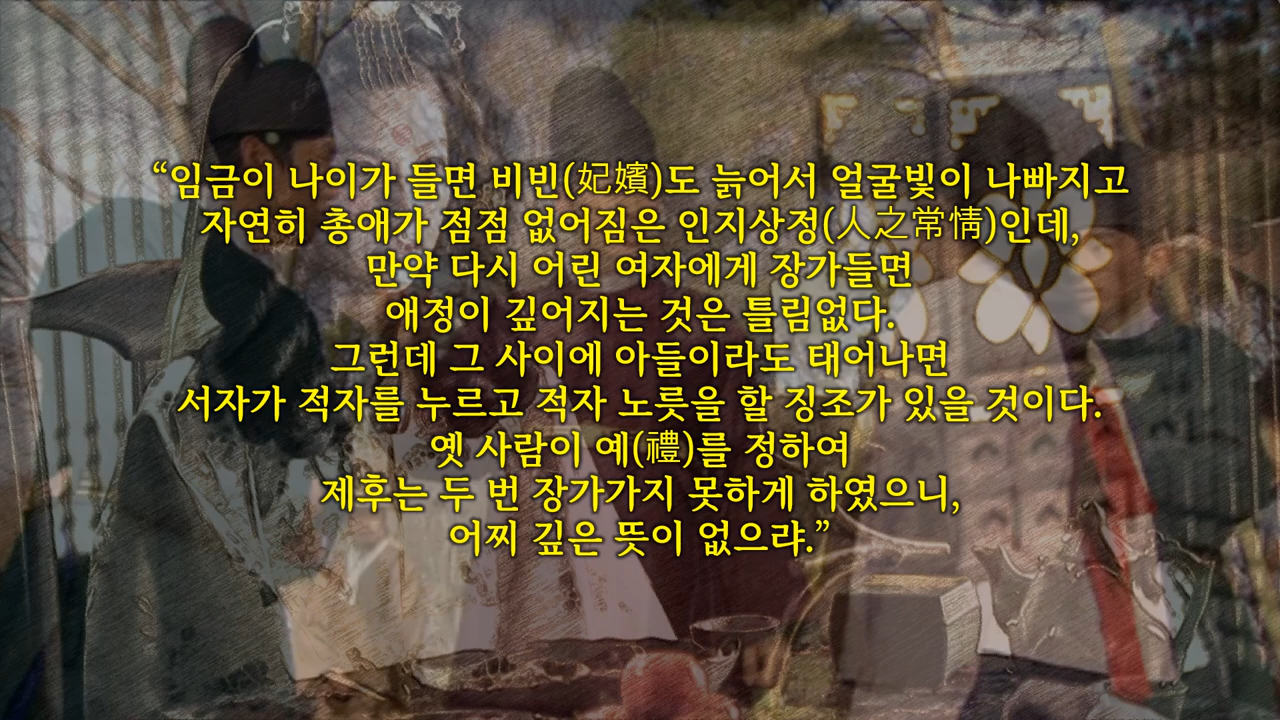 “임금이 나이가 들면 비빈(妃嬪)도 늙어서 얼굴빛이 나빠지고
자연히 총애가 점점 없어짐은 인지상정(人之常情)인데,
만약 다시 어린 여자에게 장가들면
애정이 깊어지는 것은 틀림없다.
그런데 그 사이에 아들이라도 태어나면
서자가 적자를 누르고 적자 노릇을 할 징조가 있을 것이다.
옛 사람이 예(禮)를 정하여
제후는 두 번 장가가지 못하게 하였으니,
어찌 깊은 뜻이 없으랴.”